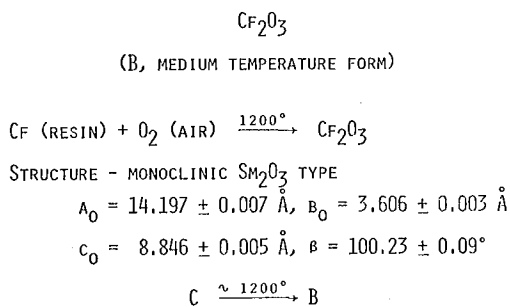 CF₂O₃
(B, MEDIUM TEMPERATURE FORM)
CF (RESIN) + O₂ (AIR) —1200°→ CF₂O₃
STRUCTURE - MONOCLINIC SM₂O₃ TYPE
A₀ = 14.197 ± 0.007 Å, B₀ = 3.606 ± 0.003 Å
C₀ = 8.846 ± 0.005 Å, β = 100.23 ± 0.09°
C —~ 1200°→ B